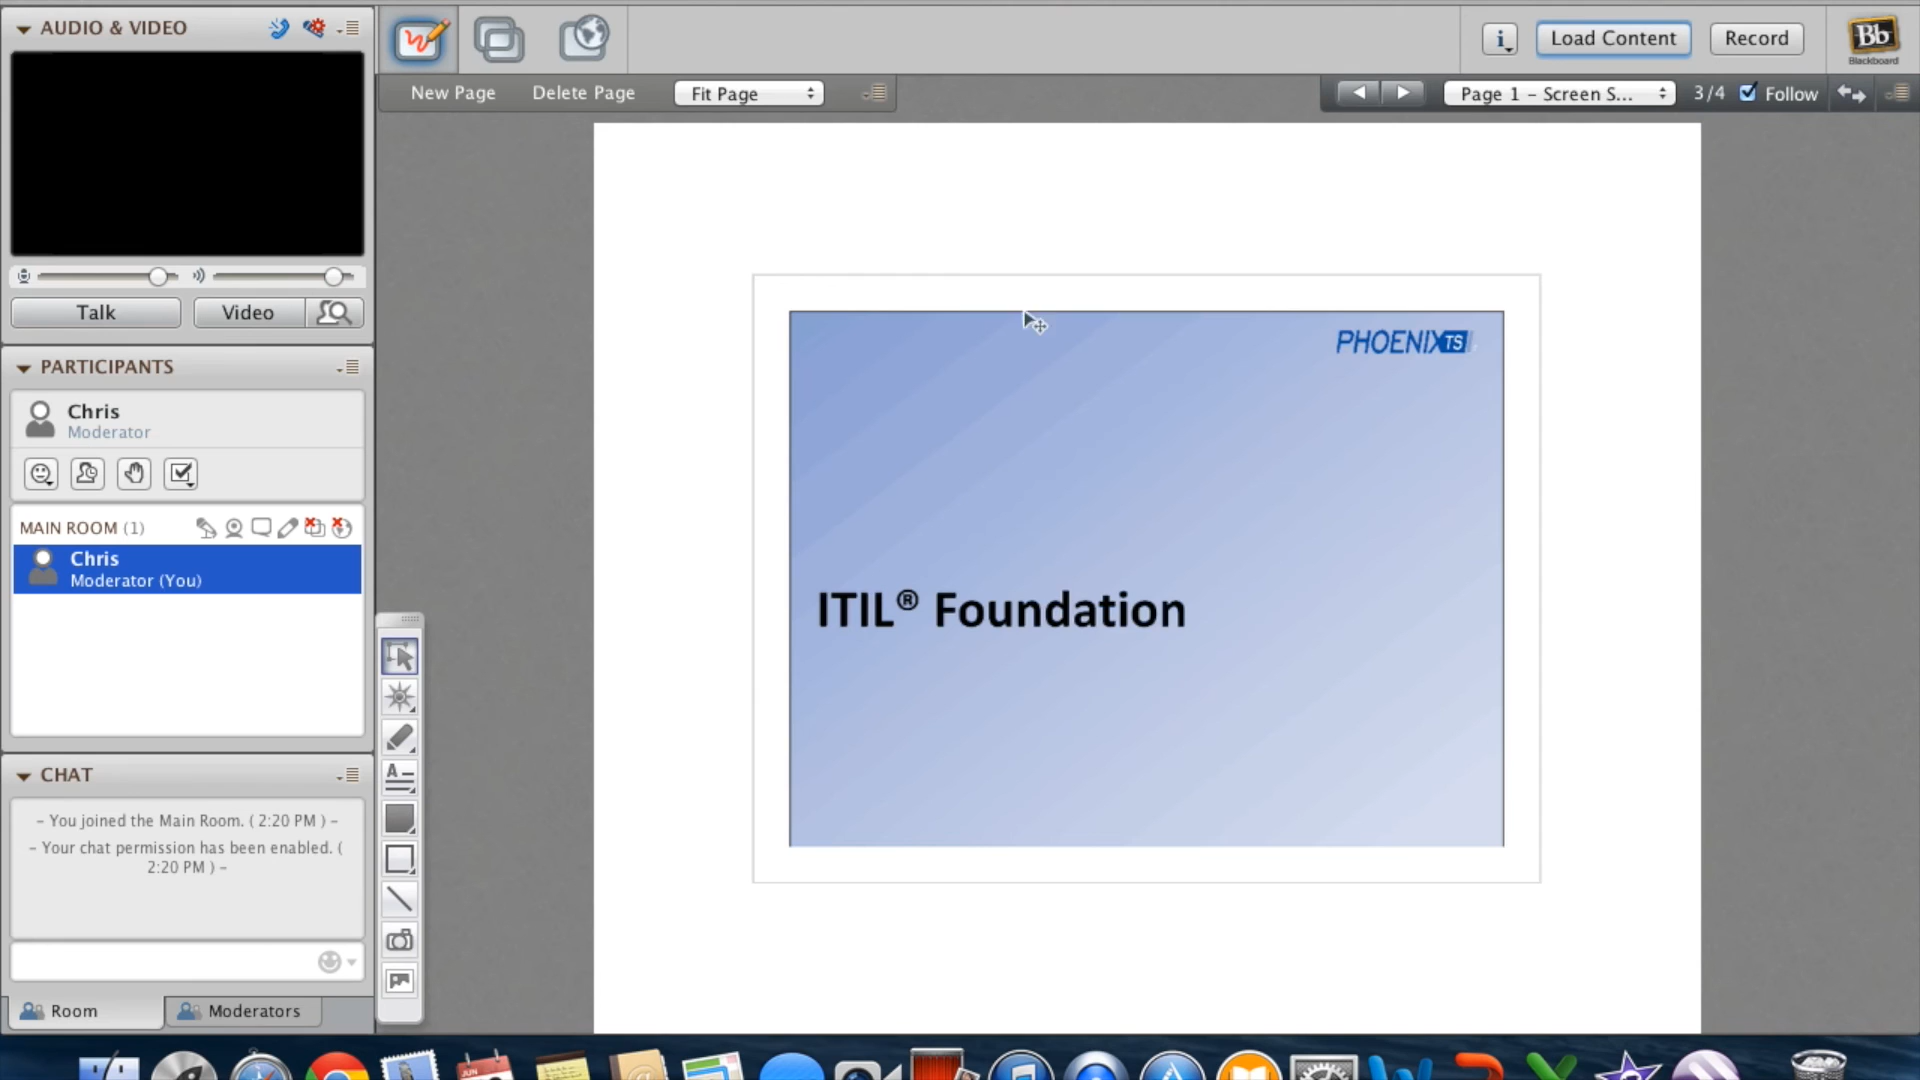 AUDIO & VIDEO
Talk
Video
PARTICIPANTS
Chris
Moderator
MAIN ROOM (1)
Chris
Moderator (You)
CHAT
– You joined the Main Room. ( 2:20 PM ) –
– Your chat permission has been enabled. (
2:20 PM ) –
Room
Moderators
i
Load Content
Record
Bb
Blackboard
New Page
Delete Page
Fit Page
Page 1 – Screen S...
3/4
Follow
PHOENIX TS
ITIL® Foundation
A
JUN